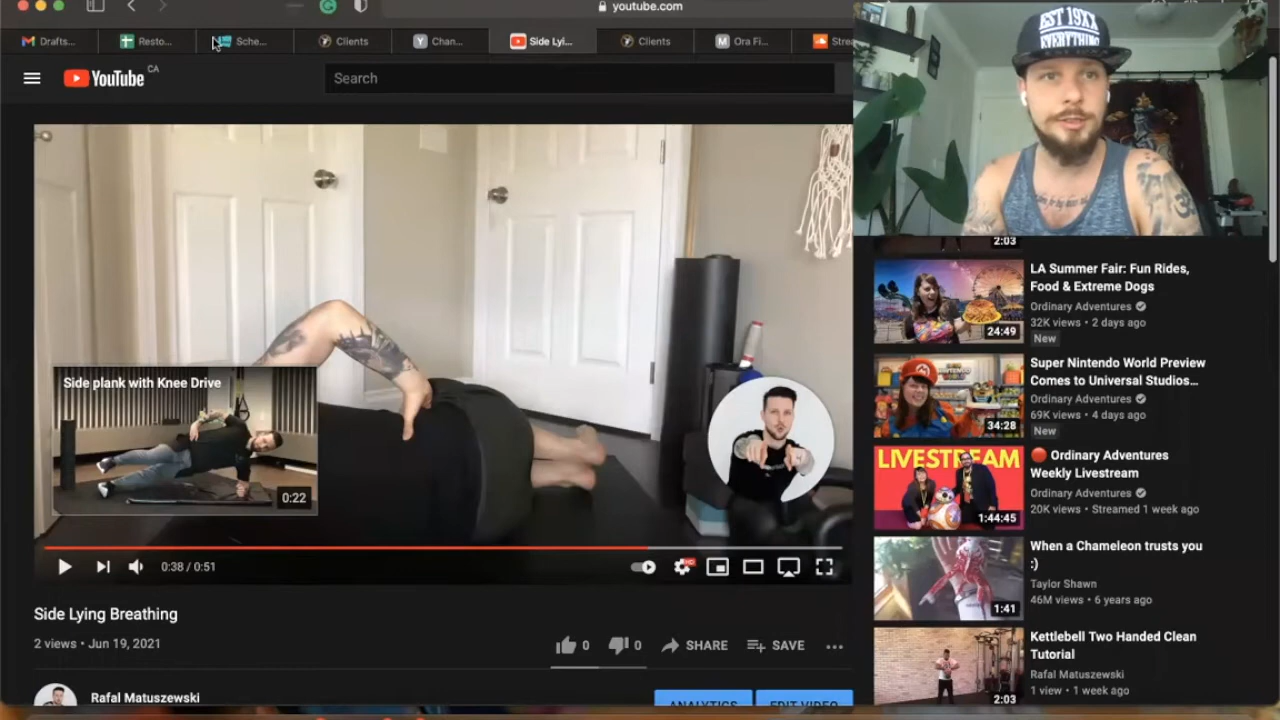 youtube.com
Drafts...
Resto...
Sche...
Clients
Chan...
Side Lyi...
Clients
Ora Fi...
Strea
YouTube CA
Search
EST 19XX
EVERYTHING
2:03
LA Summer Fair: Fun Rides,
Food & Extreme Dogs
Ordinary Adventures
32K views • 2 days ago
New
24:49
Super Nintendo World Preview
Comes to Universal Studios...
Ordinary Adventures
69K views • 4 days ago
New
34:28
LIVESTREAM
🔴 Ordinary Adventures
Weekly Livestream
Ordinary Adventures
20K views • Streamed 1 week ago
1:44:45
When a Chameleon trusts you
:)
Taylor Shawn
46M views • 6 years ago
1:41
Kettlebell Two Handed Clean
Tutorial
Rafal Matuszewski
1 view • 1 week ago
2:03
Side plank with Knee Drive
0:22
0:38 / 0:51
HD
Side Lying Breathing
2 views • Jun 19, 2021
0
0
SHARE
SAVE
Rafal Matuszewski
ANALYTICS
EDIT VIDEO